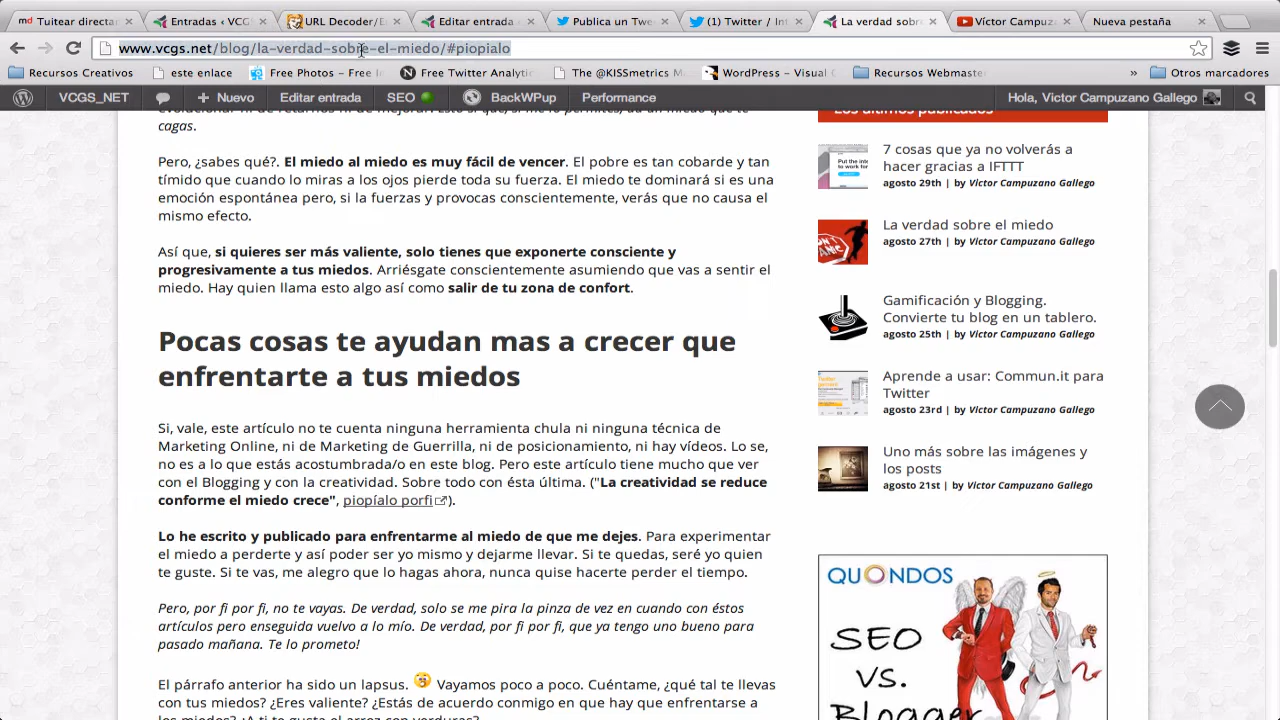 Tuitear direct
Entradas ‹ VCG
URL Decoder/E
Editar entrada
Publica un Twe
(1) Twitter / In
La verdad sobr
Víctor Campuz
Nueva pestaña
www.vcgs.net/blog/la-verdad-sobre-el-miedo/#piopialo
Recursos Creativos
este enlace
Free Photos – Free I
Free Twitter Analytic
The @KISSmetrics M
WordPress – Visual
Recursos Webmaste
»
Otros marcadores
VCGS_NET
Nuevo
Editar entrada
SEO
BackWPup
Performance
Hola, Victor Campuzano Gallego
cagas.
Pero, ¿sabes qué?. El miedo al miedo es muy fácil de vencer. El pobre es tan cobarde y tan
tímido que cuando lo miras a los ojos pierde toda su fuerza. El miedo te dominará si es una
emoción espontánea pero, si la fuerzas y provocas conscientemente, verás que no causa el
mismo efecto.
Así que, si quieres ser más valiente, solo tienes que exponerte consciente y
progresivamente a tus miedos. Arriésgate conscientemente asumiendo que vas a sentir el
miedo. Hay quien llama esto algo así como salir de tu zona de confort.
Pocas cosas te ayudan mas a crecer que
enfrentarte a tus miedos
Si, vale, este artículo no te cuenta ninguna herramienta chula ni ninguna técnica de
Marketing Online, ni de Marketing de Guerrilla, ni de posicionamiento, ni hay vídeos. Lo se,
no es a lo que estás acostumbrada/o en este blog. Pero este artículo tiene mucho que ver
con el Blogging y con la creatividad. Sobre todo con ésta última. ("La creatividad se reduce
conforme el miedo crece", piopíalo porfi).
Lo he escrito y publicado para enfrentarme al miedo de que me dejes. Para experimentar
el miedo a perderte y así poder ser yo mismo y dejarme llevar. Si te quedas, seré yo quien
te guste. Si te vas, me alegro que lo hagas ahora, nunca quise hacerte perder el tiempo.
Pero, por fi por fi, no te vayas. De verdad, solo se me pira la pinza de vez en cuando con éstos
artículos pero enseguida vuelvo a lo mío. De verdad, por fi por fi, que ya tengo uno bueno para
pasado mañana. Te lo prometo!
El párrafo anterior ha sido un lapsus. Vayamos poco a poco. Cuéntame, ¿qué tal te llevas
con tus miedos? ¿Eres valiente? ¿Estás de acuerdo conmigo en que hay que enfrentarse a
los miedos? ¿A ti te gusta el arroz con verduras?
Los últimos publicados
7 cosas que ya no volverás a
hacer gracias a IFTTT
agosto 29th | by Victor Campuzano Gallego
La verdad sobre el miedo
agosto 27th | by Victor Campuzano Gallego
Gamificación y Blogging.
Convierte tu blog en un tablero.
agosto 25th | by Victor Campuzano Gallego
Aprende a usar: Commun.it para
Twitter
agosto 23rd | by Victor Campuzano Gallego
Uno más sobre las imágenes y
los posts
agosto 21st | by Victor Campuzano Gallego
QUONDOS
SEO
VS.
Blogger